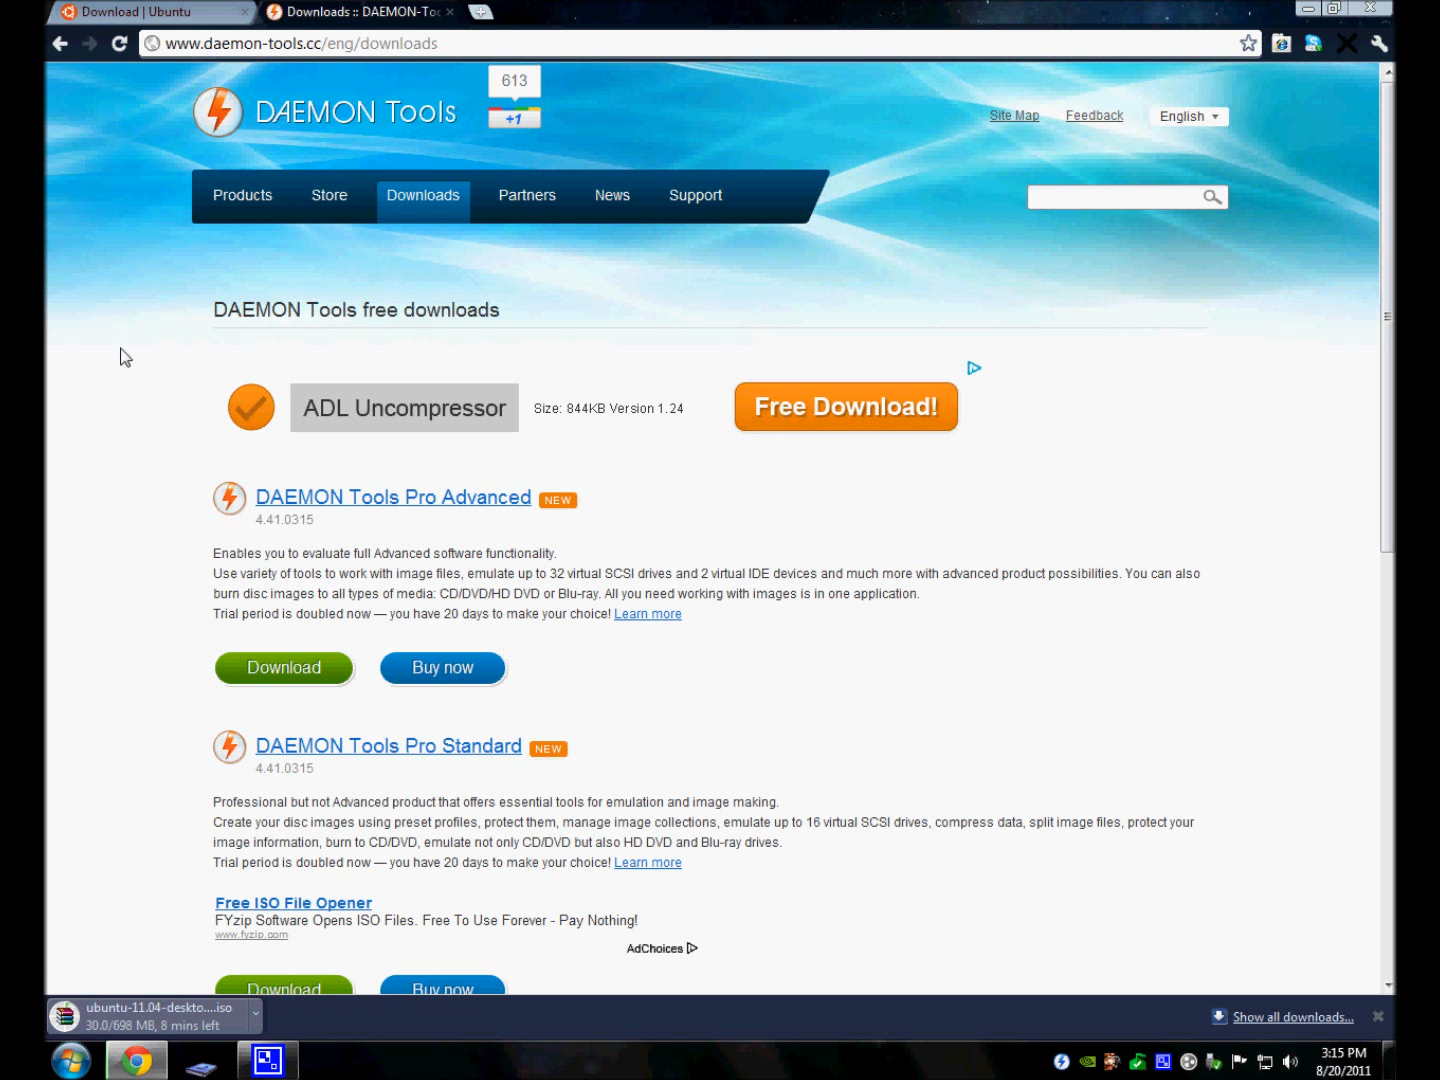 Download | Ubuntu
Downloads :: DAEMON-Too
www.daemon-tools.cc/eng/downloads
613
DAEMON Tools
+1
Site Map
Feedback
English
Products
Store
Downloads
Partners
News
Support
DAEMON Tools free downloads
ADL Uncompressor
Size: 844KB Version 1.24
Free Download!
DAEMON Tools Pro Advanced NEW
4.41.0315
Enables you to evaluate full Advanced software functionality.
Use variety of tools to work with image files, emulate up to 32 virtual SCSI drives and 2 virtual IDE devices and much more with advanced product possibilities. You can also
burn disc images to all types of media: CD/DVD/HD DVD or Blu-ray. All you need working with images is in one application.
Trial period is doubled now — you have 20 days to make your choice! Learn more
Download
Buy now
DAEMON Tools Pro Standard NEW
4.41.0315
Professional but not Advanced product that offers essential tools for emulation and image making.
Create your disc images using preset profiles, protect them, manage image collections, emulate up to 16 virtual SCSI drives, compress data, split image files, protect your
image information, burn to CD/DVD, emulate not only CD/DVD but also HD DVD and Blu-ray drives.
Trial period is doubled now — you have 20 days to make your choice! Learn more
Free ISO File Opener
FYzip Software Opens ISO Files. Free To Use Forever - Pay Nothing!
www.fyzip.com
AdChoices
Download
Buy now
ubuntu-11.04-deskto....iso
30.0/698 MB, 8 mins left
Show all downloads...
3:15 PM
8/20/2011